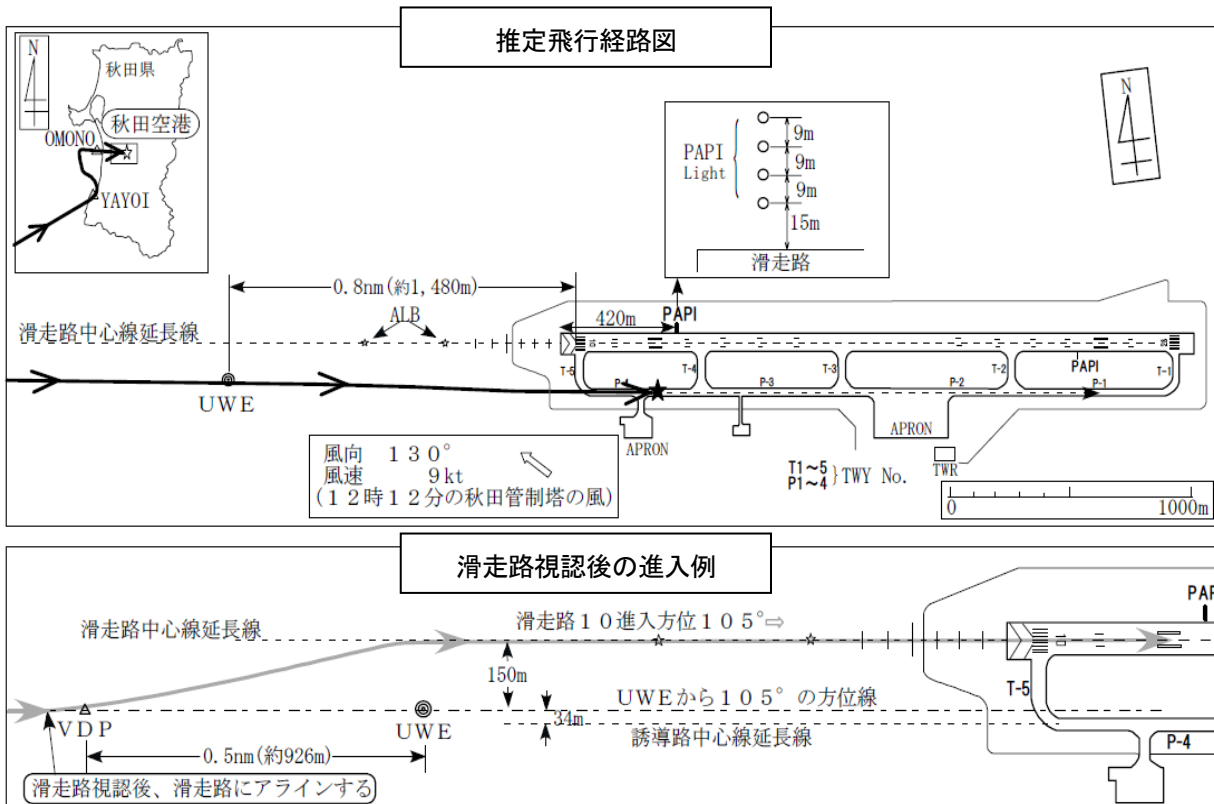 推定飛行経路図
N
秋田県
秋田空港
OMONO
YAYOI
PAPI
Light
9m
9m
9m
15m
滑走路
N
0.8nm(約1,480m)
滑走路中心線延長線
ALB
420m
PAPI
T-5
T-4
T-3
T-2
T-1
PAPI
P-4
P-3
P-2
P-1
UWE
APRON
APRON
TWR
T1～5
P1～4
TWY No.
風向 130°
風速 9kt
(12時12分の秋田管制塔の風)
0
1000m
滑走路視認後の進入例
滑走路中心線延長線
滑走路10進入方位105°⇨
150m
UWEから105°の方位線
34m
誘導路中心線延長線
VDP
UWE
0.5nm(約926m)
滑走路視認後、滑走路にアラインする
T-5
P-4